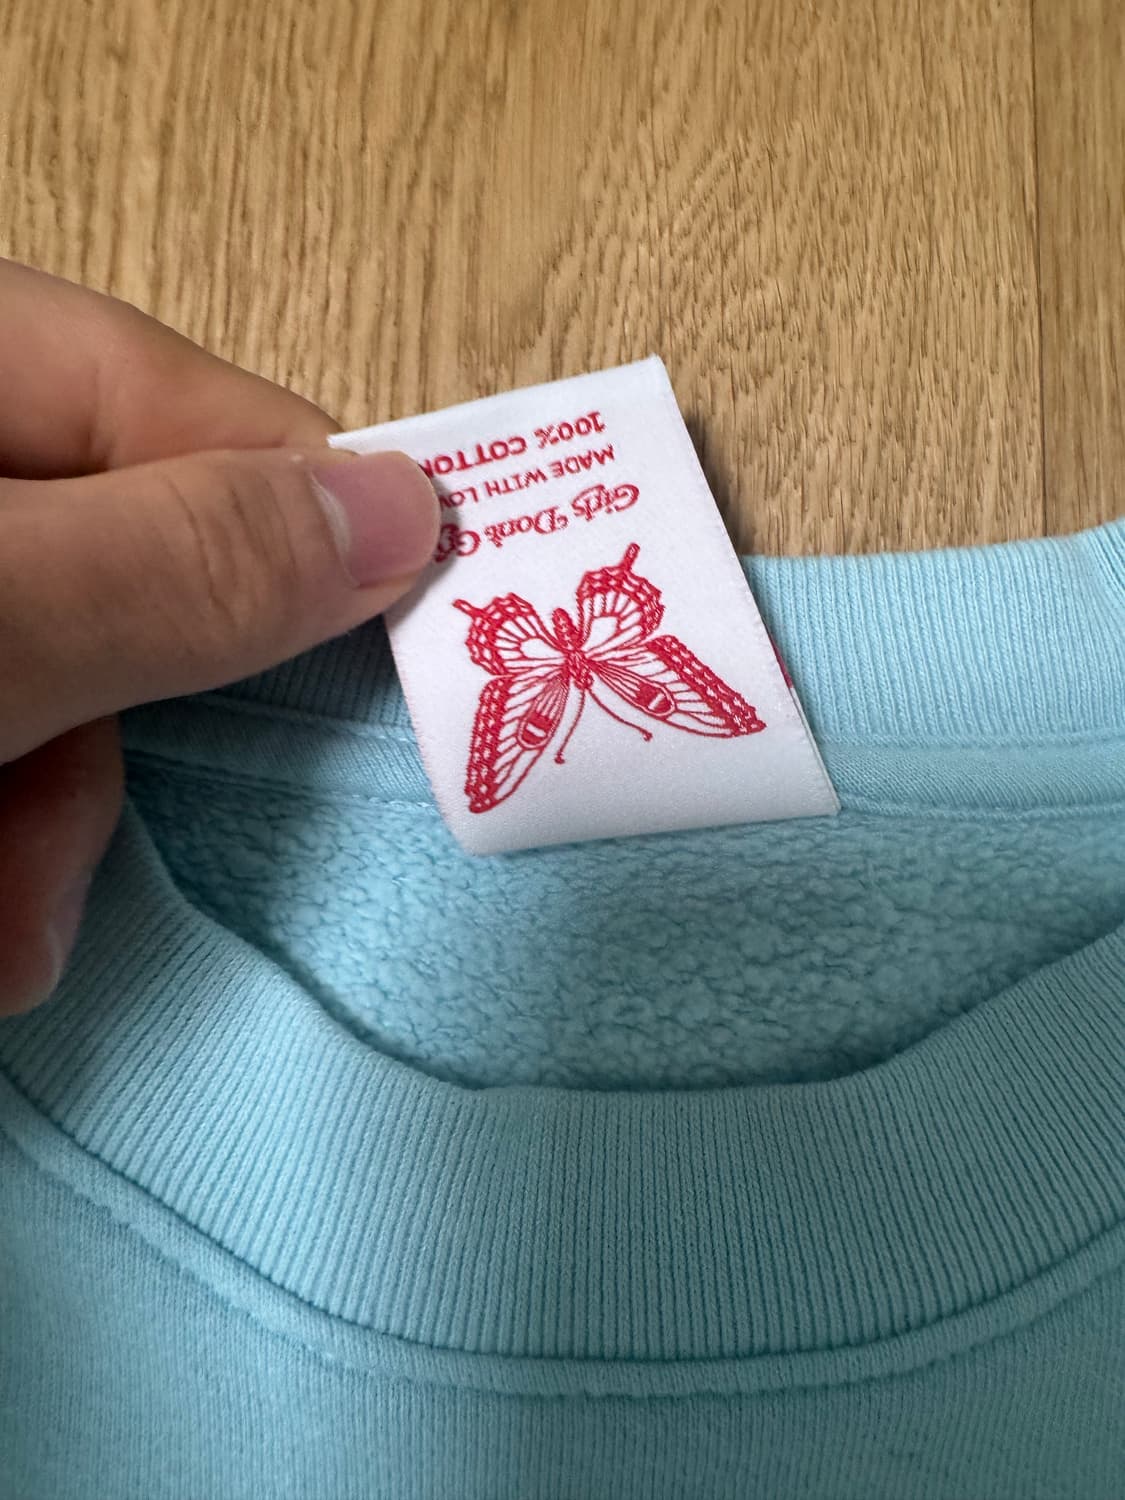 Girls Don't
MADE WITH
100% COTTON